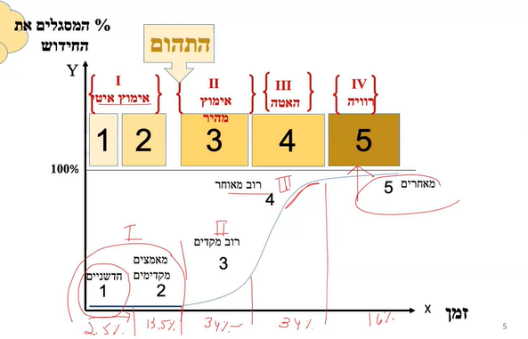 % המסגלים את
החידוש
התהום
Y
I
אימוץ איטי
II
אימוץ
מהיר
III
האטה
IV
רוויה
1
2
3
4
5
100%
רוב מאוחר
4
III
מאחרים
5
I
II
רוב מקדים
3
חדשניים
1
מאמצים
מקדימים
2
X
זמן
2.5%
13.5%
34%
34%
16%
5